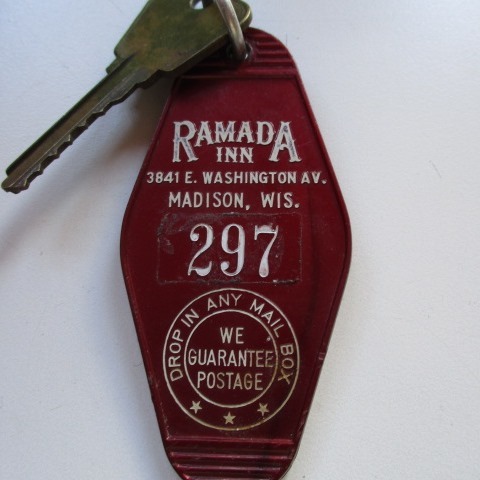 RAMADA
INN
3841 E. WASHINGTON AV.
MADISON, WIS.
297
DROP IN ANY MAIL BOX
WE
GUARANTEE
POSTAGE